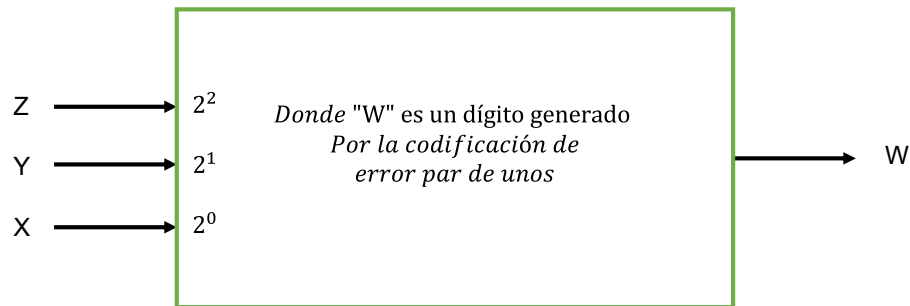 Z
2²
Donde "W" es un dígito generado
Por la codificación de
error par de unos
Y
2¹
W
X
2⁰